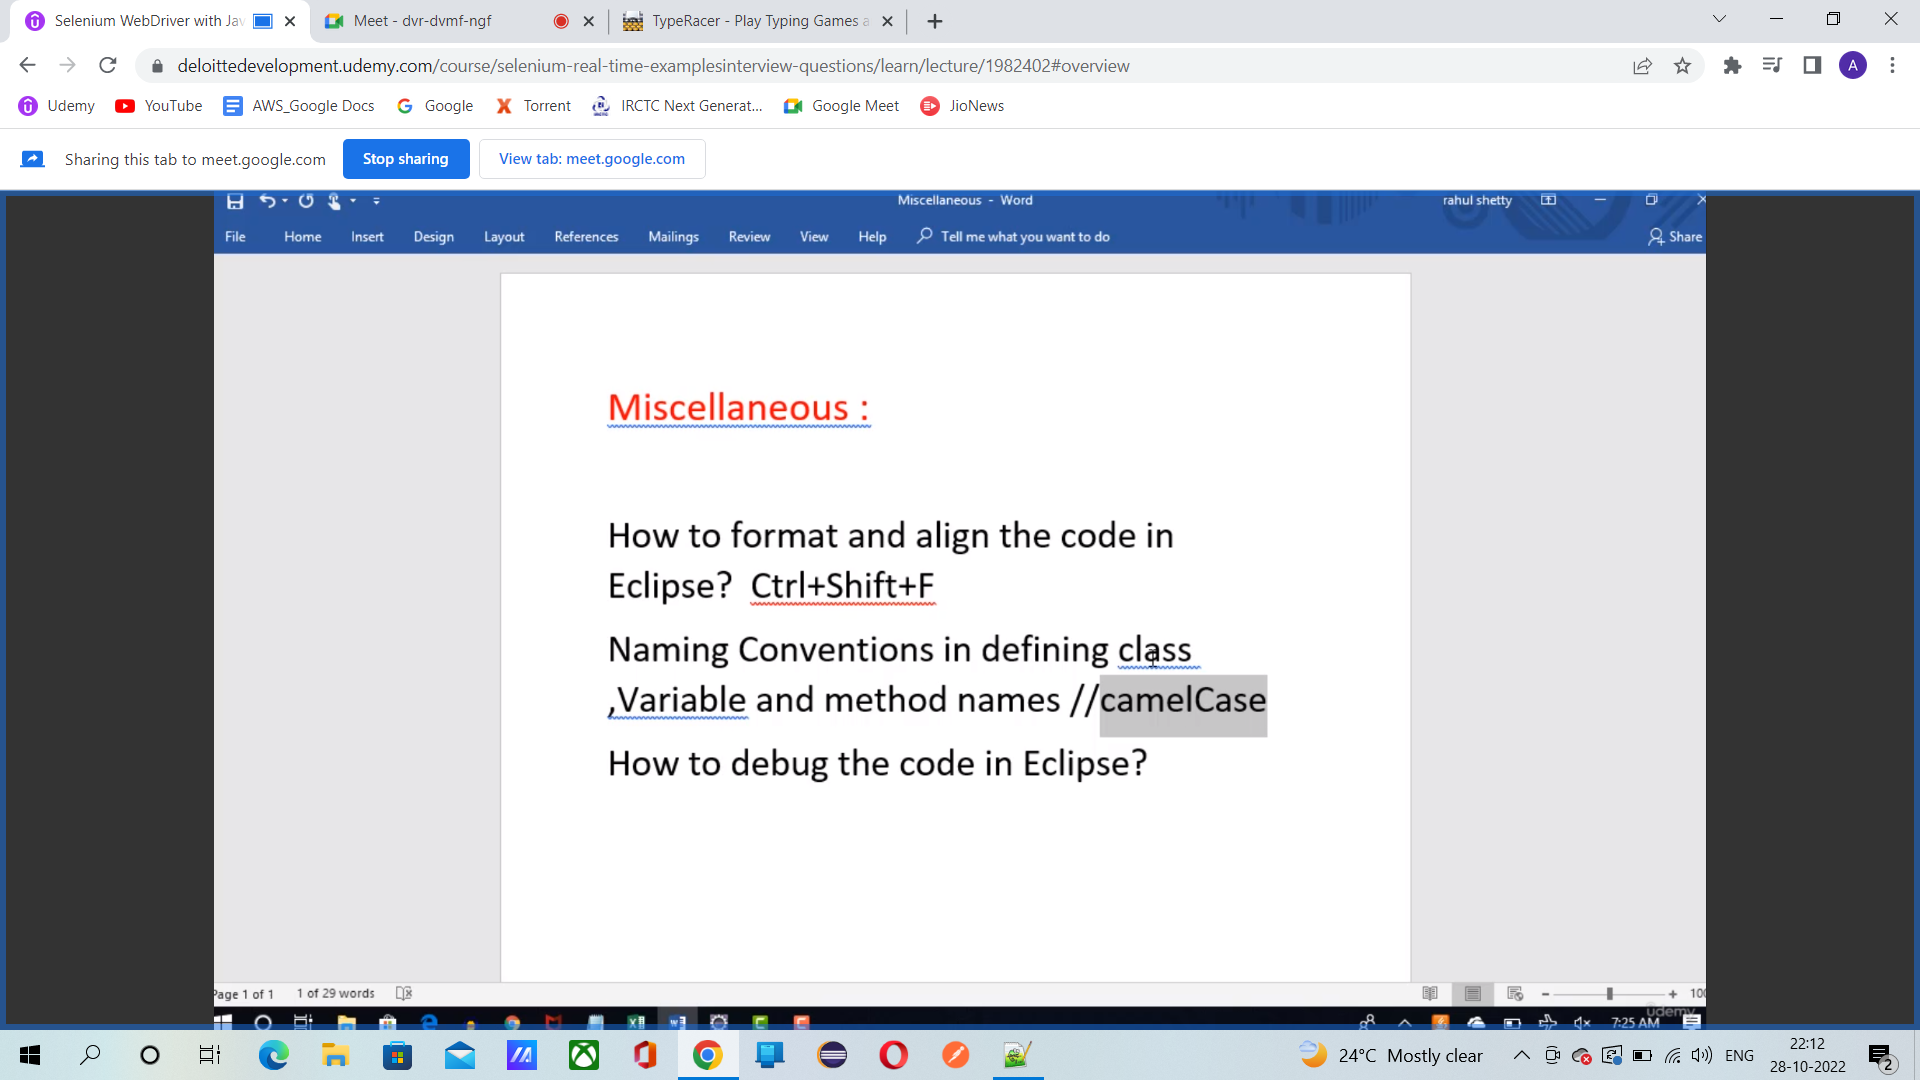 Selenium WebDriver with Jav
Meet - dvr-dvmf-ngf
TypeRacer - Play Typing Games a
deloittedevelopment.udemy.com/course/selenium-real-time-examplesinterview-questions/learn/lecture/1982402#overview
A
Udemy
YouTube
AWS_Google Docs
Google
Torrent
IRCTC Next Generat...
Google Meet
JioNews
Sharing this tab to meet.google.com
Stop sharing
View tab: meet.google.com
Miscellaneous - Word
rahul shetty
File
Home
Insert
Design
Layout
References
Mailings
Review
View
Help
Tell me what you want to do
Share
Miscellaneous :
How to format and align the code in
Eclipse? Ctrl+Shift+F
Naming Conventions in defining class
,Variable and method names //camelCase
How to debug the code in Eclipse?
Page 1 of 1
1 of 29 words
100
udemy
7:25 AM
24°C Mostly clear
ENG
22:12
28-10-2022
2